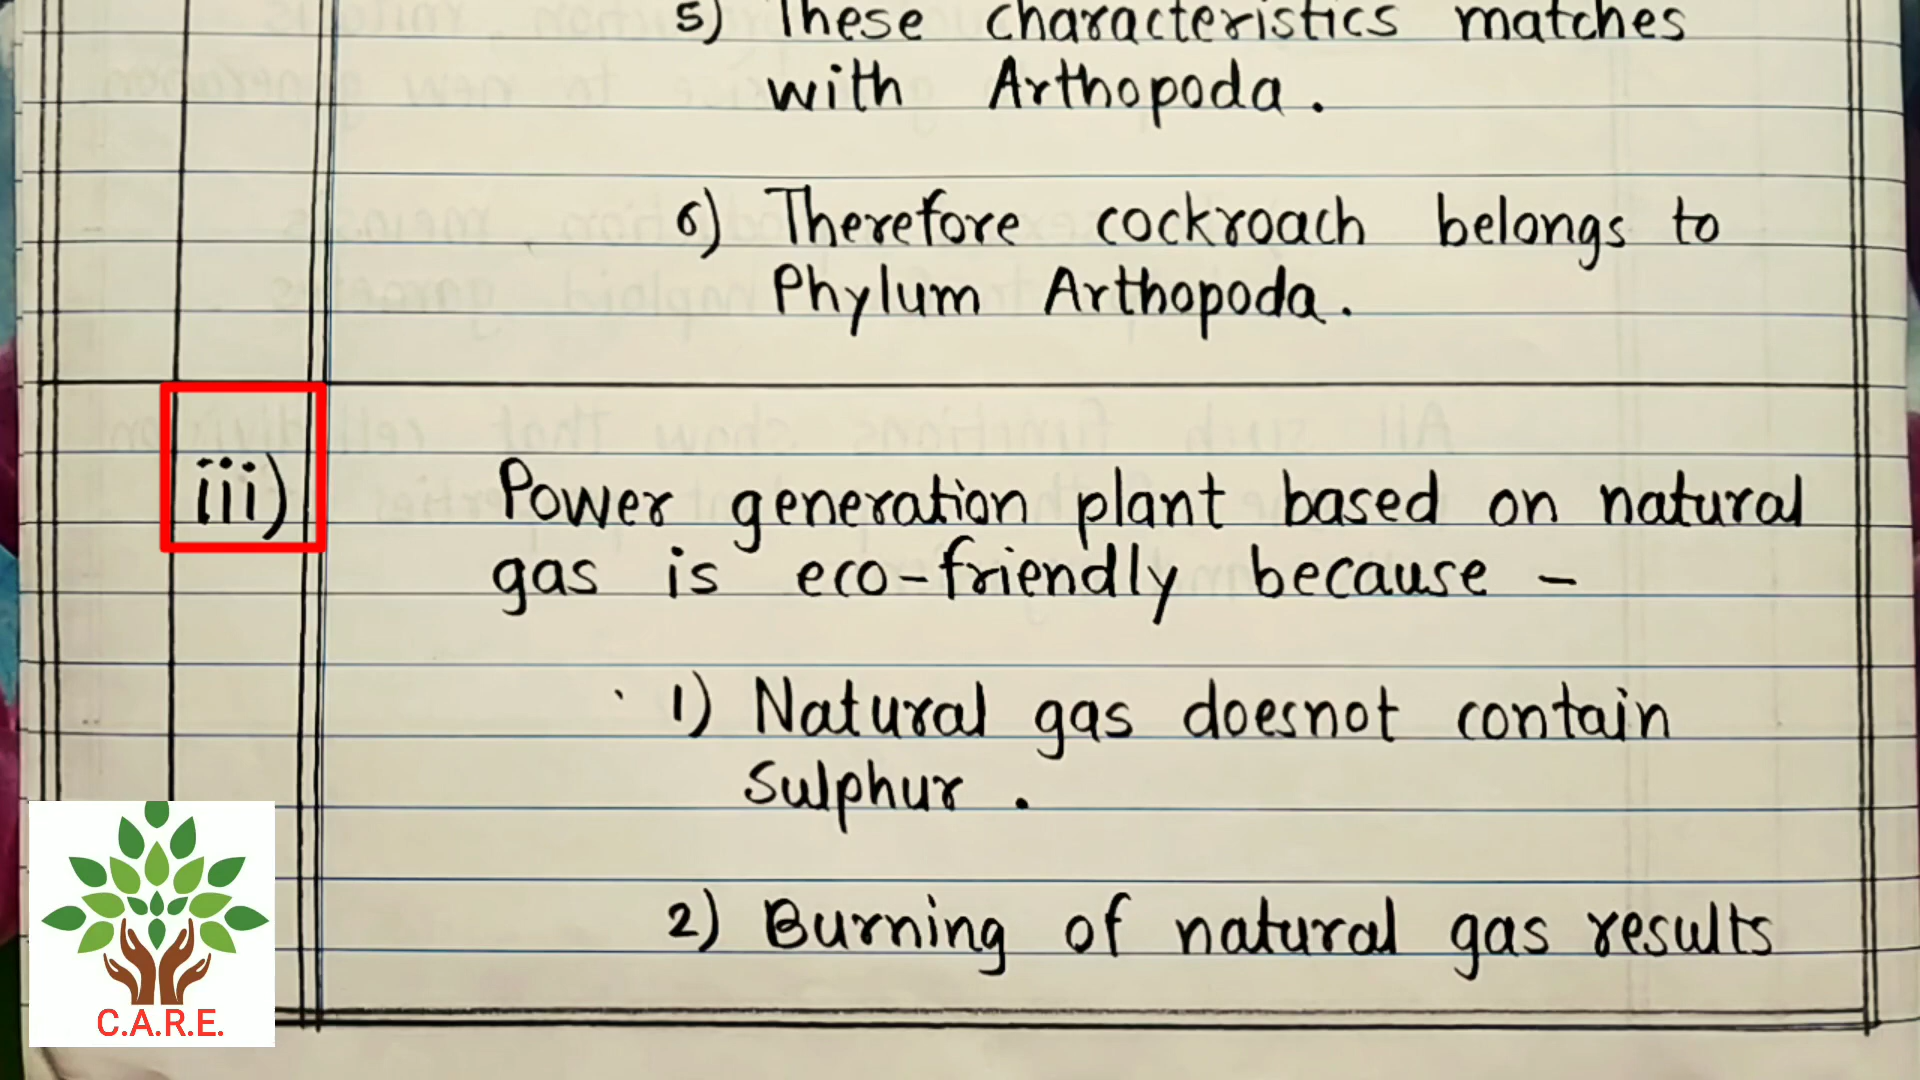 5) These characteristics matches
with Arthopoda.
6) Therefore cockroach belongs to
Phylum Arthopoda.
iii) Power generation plant based on natural
gas is eco-friendly because -
1) Natural gas doesnot contain
Sulphur .
2) Burning of natural gas results
C.A.R.E.